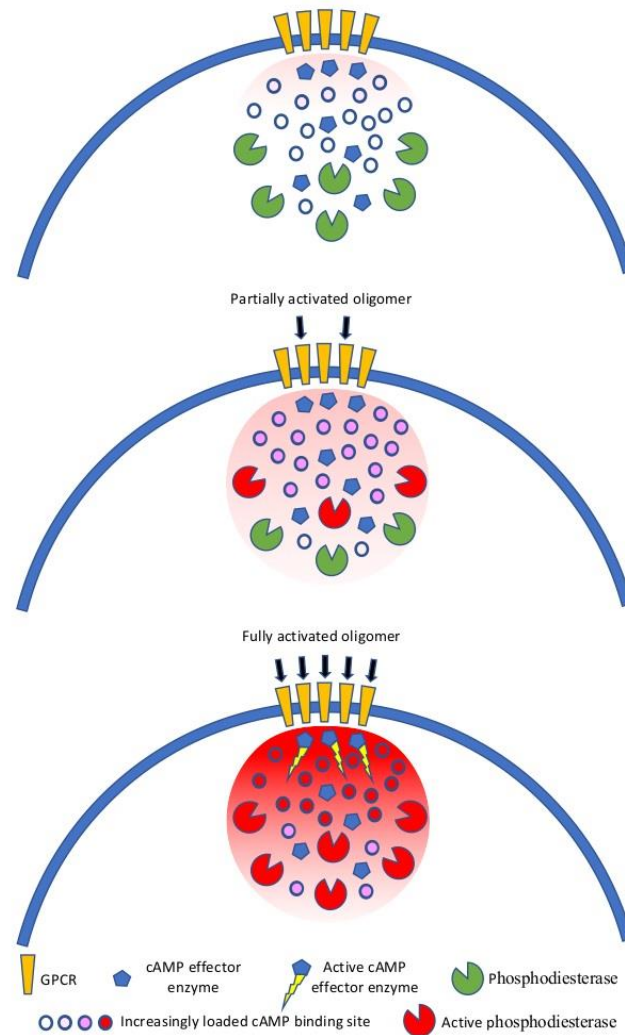 Partially activated oligomer
Fully activated oligomer
GPCR
cAMP effector
enzyme
Active cAMP
effector enzyme
Phosphodiesterase
Increasingly loaded cAMP binding site
Active phosphodiesterase